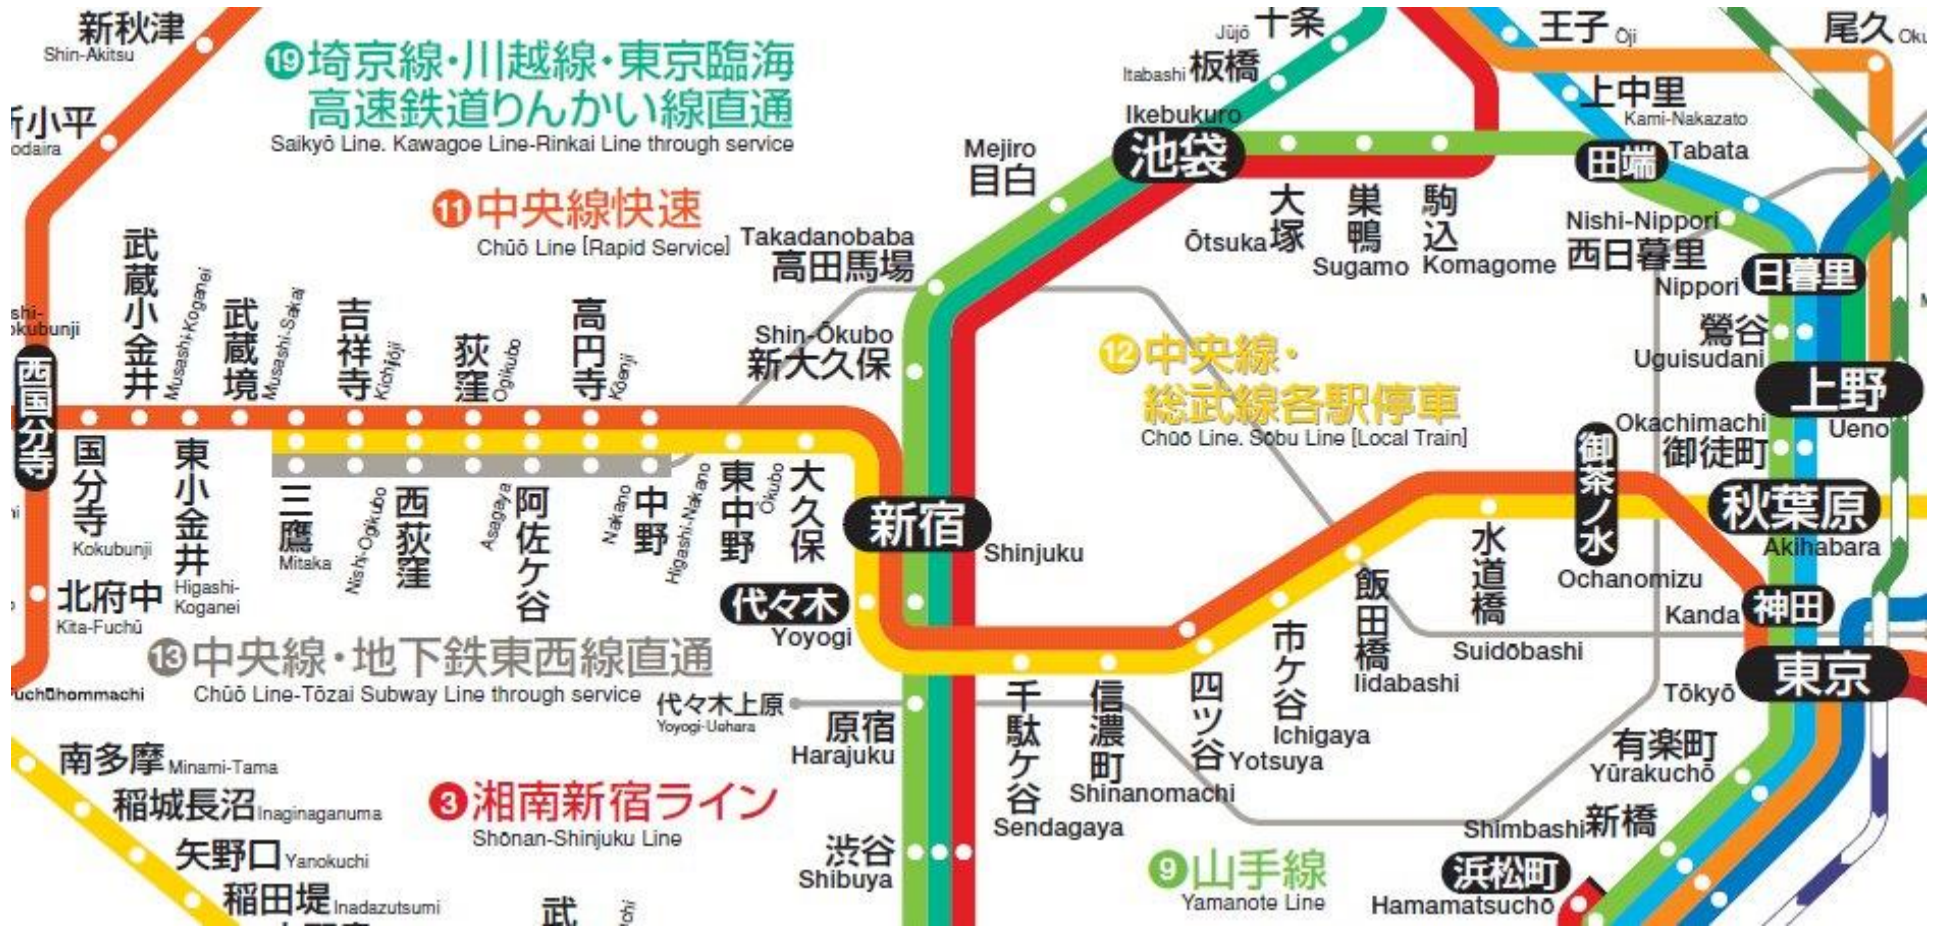 新秋津
Shin-Akitsu
小平
odaira
⑲埼京線・川越線・東京臨海
高速鉄道りんかい線直通
Saikyō Line. Kawagoe Line-Rinkai Line through service
⑪中央線快速
Chūō Line [Rapid Service]
Jūjō 十条
Itabashi 板橋
Ikebukuro
池袋
Mejiro
目白
Takadanobaba
高田馬場
Shin-Ōkubo
新大久保
王子 Ōji
尾久 Oku
上中里
Kami-Nakazato
田端 Tabata
Ōtsuka 大塚
巣鴨
Sugamo
駒込
Komagome
Nishi-Nippori
西日暮里
日暮里
Nippori
鶯谷
Uguisudani
上野
Ueno
Okachimachi
御徒町
秋葉原
Akihabara
⑫中央線・
総武線各駅停車
Chūō Line. Sōbu Line [Local Train]
shi-
okubunji
西国分寺
武蔵小金井
Musashi-Koganei
武蔵境
Musashi-Sakai
吉祥寺
Kichijōji
荻窪
Ogikubo
高円寺
Kōenji
国分寺
Kokubunji
東小金井
Higashi-
Koganei
三鷹
Mitaka
Nishi-Ogikubo
西荻窪
Asagaya
阿佐ケ谷
Nakano
中野
Higashi-Nakano
東中野
Ōkubo
大久保
新宿
Shinjuku
代々木
Yoyogi
北府中
Kita-Fuchū
Fuchūhommachi
⑬中央線・地下鉄東西線直通
Chūō Line-Tōzai Subway Line through service
代々木上原
Yoyogi-Uehara
原宿
Harajuku
千駄ケ谷
Sendagaya
信濃町
Shinanomachi
四ツ谷
Yotsuya
市ケ谷
Ichigaya
飯田橋
Iidabashi
水道橋
Suidōbashi
御茶ノ水
Ochanomizu
Kanda 神田
東京
Tōkyō
有楽町
Yūrakuchō
Shimbashi 新橋
浜松町
Hamamatsuchō
⑨山手線
Yamanote Line
③湘南新宿ライン
Shōnan-Shinjuku Line
渋谷
Shibuya
南多摩 Minami-Tama
稲城長沼 Inaginaganuma
矢野口 Yanokuchi
稲田堤 Inadazutsumi
武